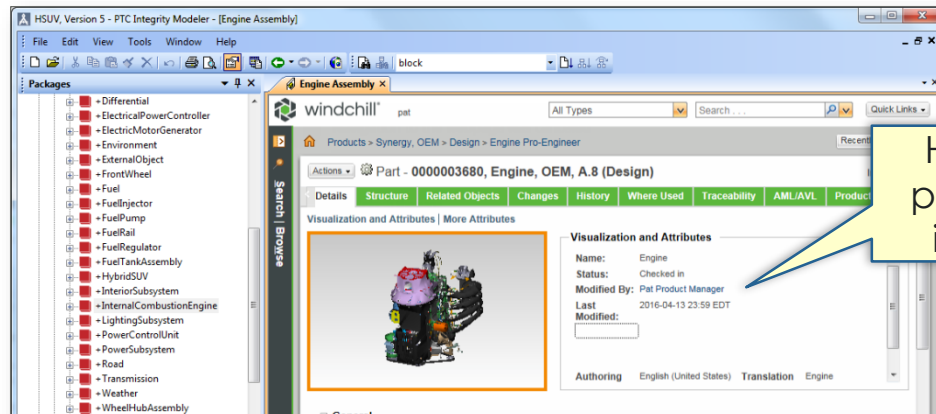 HSUV, Version 5 - PTC Integrity Modeler - [Engine Assembly]
File Edit View Tools Window Help
block
Packages
Engine Assembly
+Differential
+ElectricalPowerController
+ElectricMotorGenerator
+Environment
+ExternalObject
+FrontWheel
+Fuel
+FuelInjector
+FuelPump
+FuelRail
+FuelRegulator
+FuelTankAssembly
+HybridSUV
+InteriorSubsystem
+InternalCombustionEngine
+LightingSubsystem
+PowerControlUnit
+PowerSubsystem
+Road
+Transmission
+Weather
+WheelHubAssembly
windchill pat
All Types
Search . . .
Quick Links
Search | Browse
Products > Synergy, OEM > Design > Engine Pro-Engineer
Actions
Part - 0000003680, Engine, OEM, A.8 (Design)
Details Structure Related Objects Changes History Where Used Traceability AML/AVL
Visualization and Attributes | More Attributes
Visualization and Attributes
Name: Engine
Status: Checked in
Modified By: Pat Product Manager
Last Modified: 2016-04-13 23:59 EDT
Authoring English (United States) Translation Engine